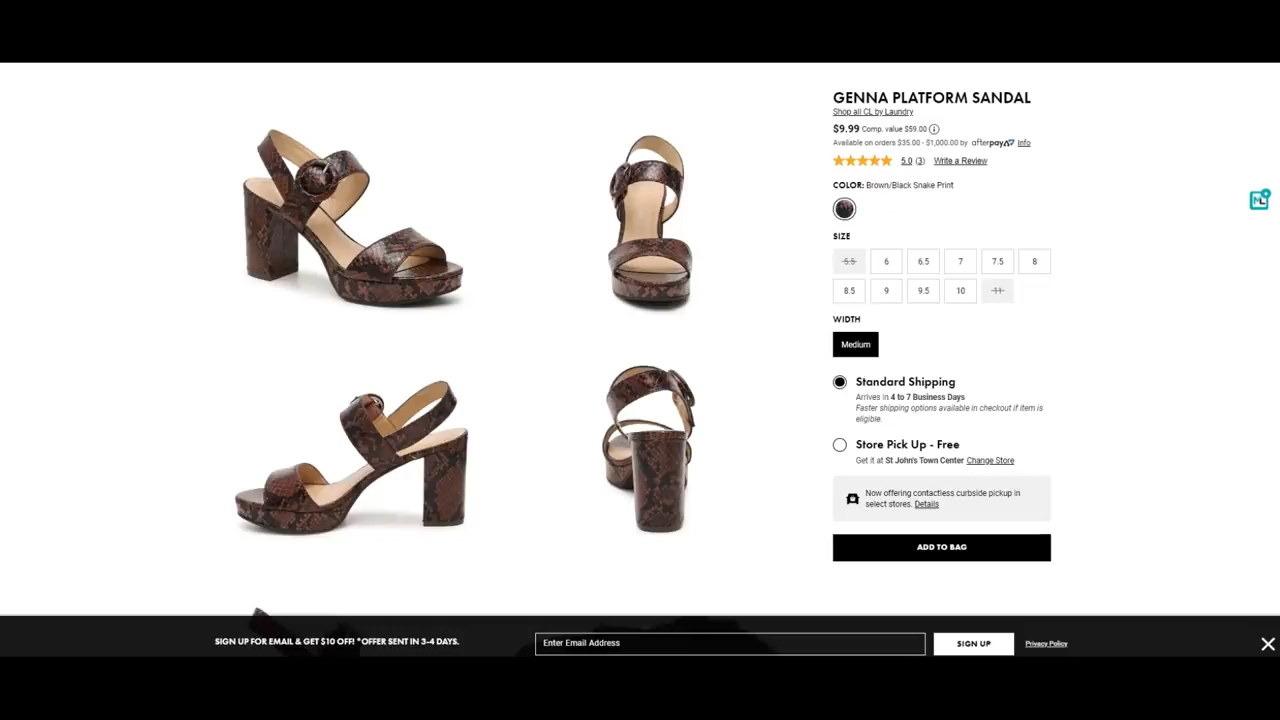 GENNA PLATFORM SANDAL
Shop all CL by Laundry
$9.99 Comp. value $59.00
Available on orders $35.00 - $1,000.00 by afterpay Info
5.0 (3) Write a Review
COLOR: Brown/Black Snake Print
SIZE
5.5 6 6.5 7 7.5 8
8.5 9 9.5 10 11
WIDTH
Medium
Standard Shipping
Arrives in 4 to 7 Business Days
Faster shipping options available in checkout if item is
eligible.
Store Pick Up - Free
Get it at St John's Town Center Change Store
Now offering contactless curbside pickup in
select stores. Details
ADD TO BAG
SIGN UP FOR EMAIL & GET $10 OFF! *OFFER SENT IN 3-4 DAYS. Enter Email Address SIGN UP Privacy Policy